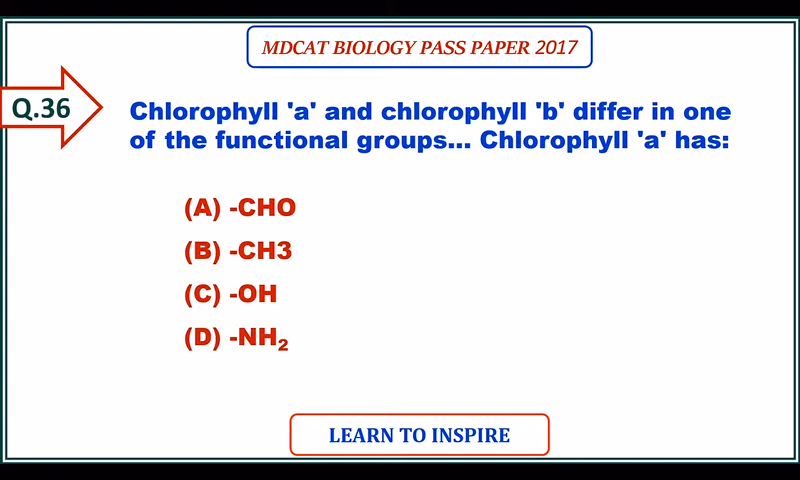 MDCAT BIOLOGY PASS PAPER 2017
Q.36
Chlorophyll 'a' and chlorophyll 'b' differ in one
of the functional groups... Chlorophyll 'a' has:
(A) -CHO
(B) -CH3
(C) -OH
(D) -NH₂
LEARN TO INSPIRE